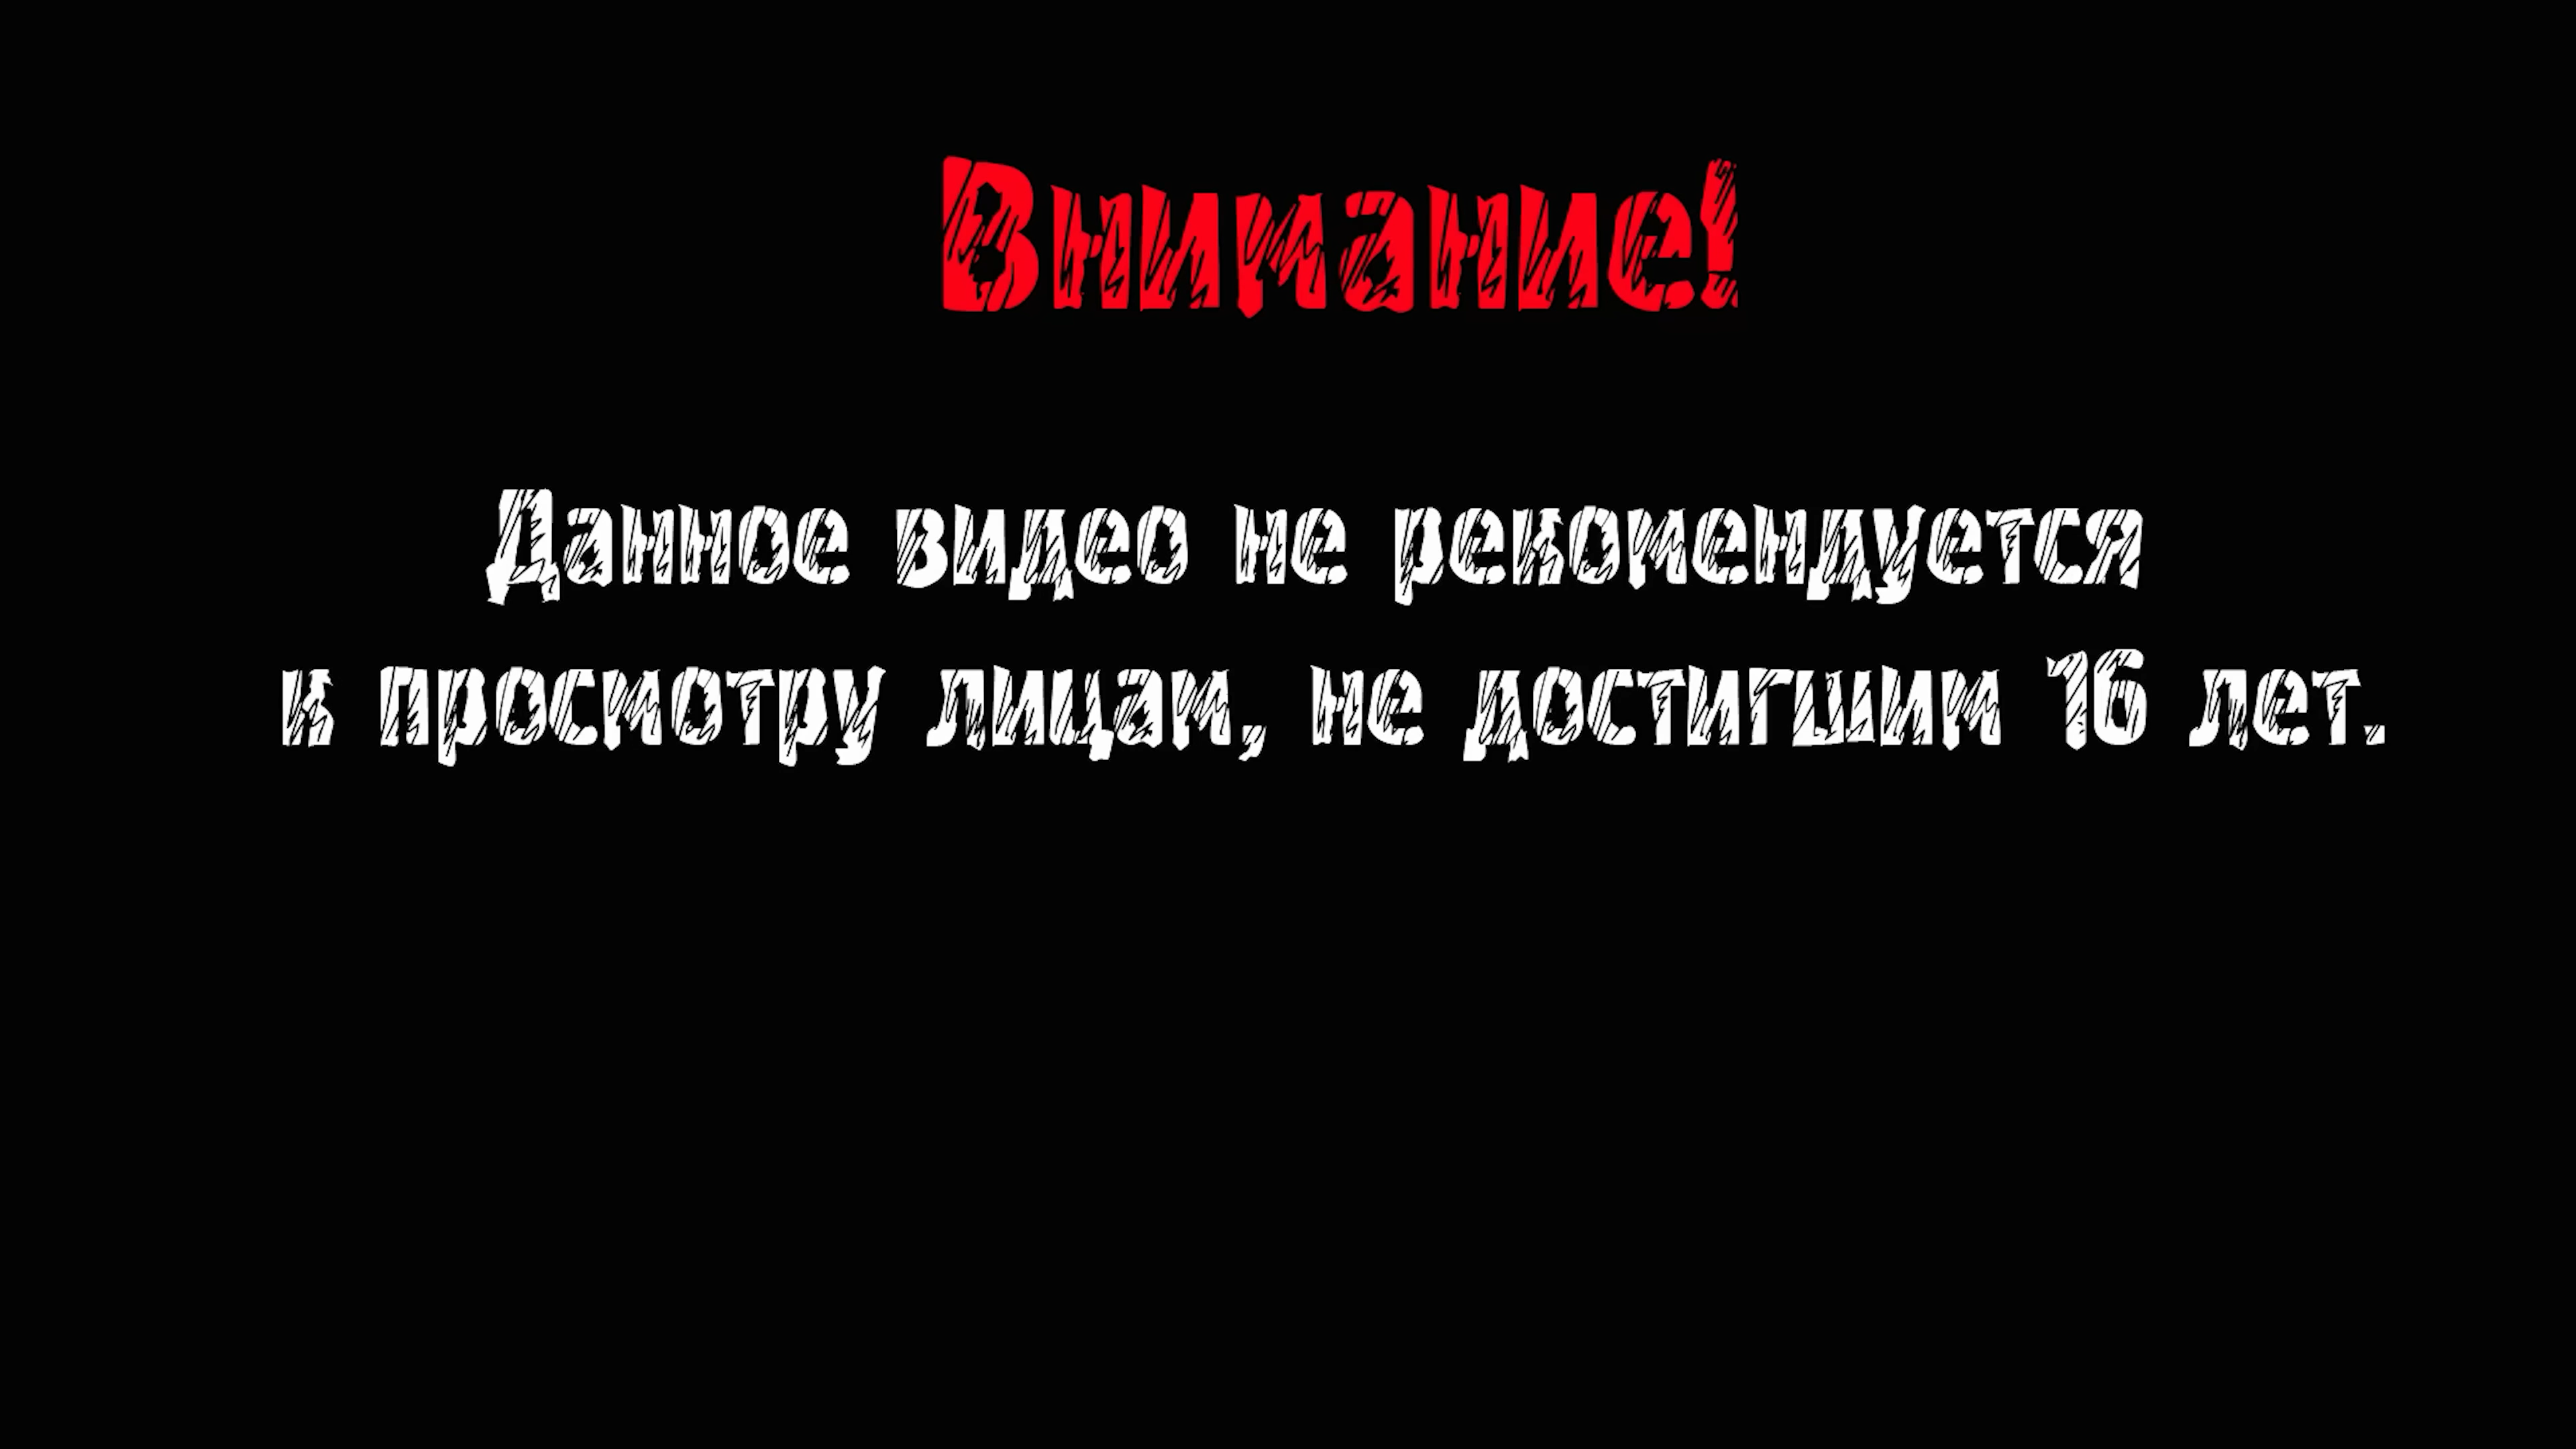 Внимание!
Данное видео не рекомендуется
к просмотру лицам, не достигшим 16 лет.